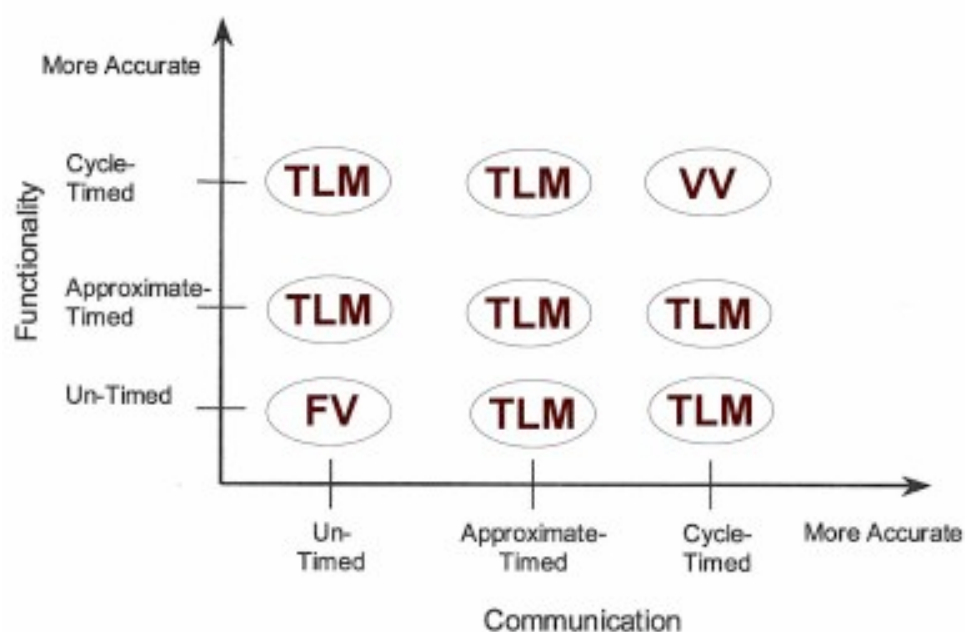 More Accurate
Cycle-
Timed
TLM
TLM
VV
Functionality
Approximate-
Timed
TLM
TLM
TLM
Un-Timed
FV
TLM
TLM
Un-
Timed
Approximate-
Timed
Cycle-
Timed
More Accurate
Communication